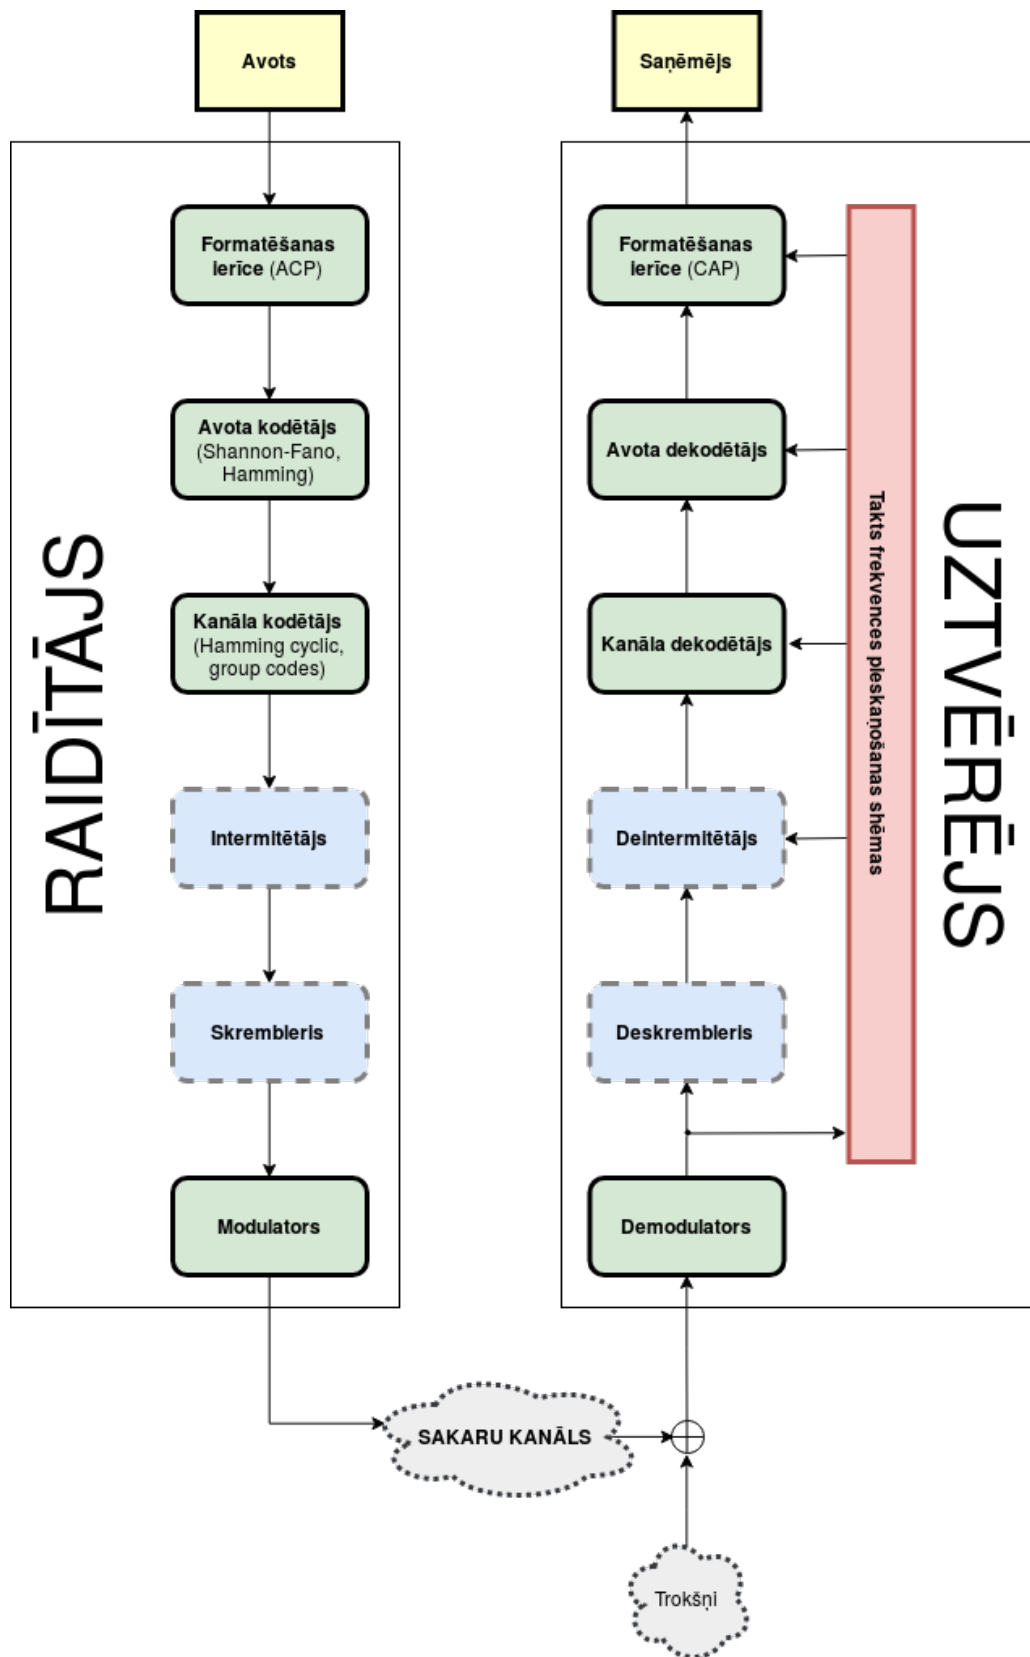 Avots
Formatēšanas
ierīce (ACP)
Avota kodētājs
(Shannon-Fano,
Hamming)
Kanāla kodētājs
(Hamming cyclic,
group codes)
Intermitētājs
Skrembleris
Modulators
RAIDĪTĀJS
SAKARU KANĀLS
Trokšņi
Saņēmējs
Formatēšanas
ierīce (CAP)
Avota dekodētājs
Kanāla dekodētājs
Deintermitētājs
Deskrembleris
Demodulators
Takts frekvences pieskaņošanas shēmas
UZTVĒRĒJS